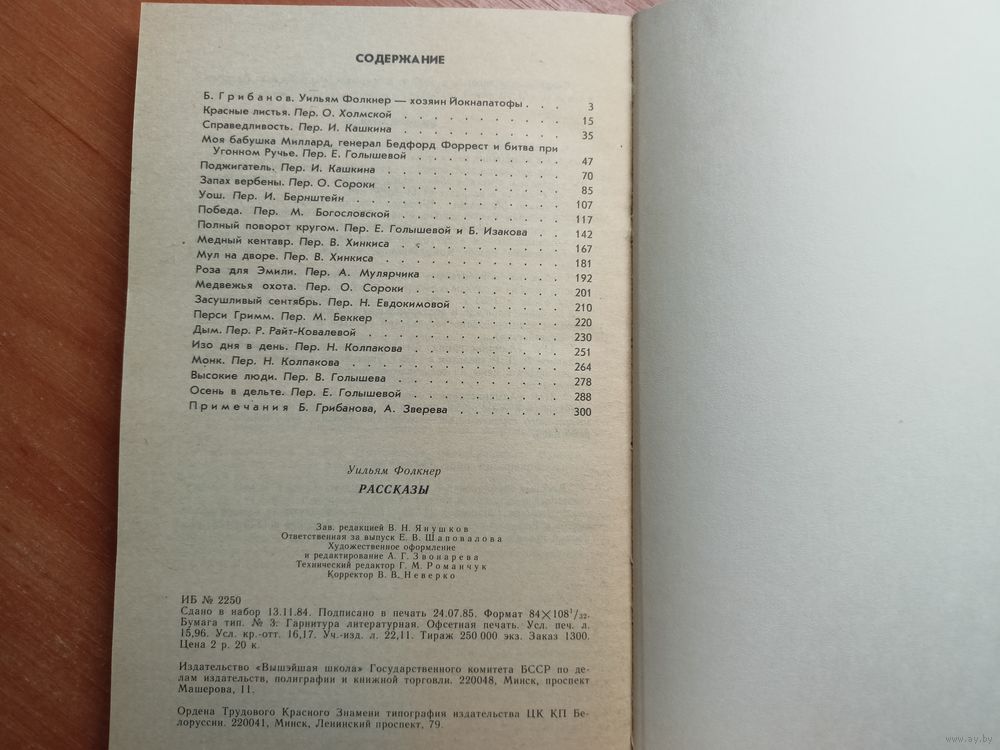 СОДЕРЖАНИЕ
Б. Грибанов. Уильям Фолкнер — хозяин Йокнапатофы . . . 3
Красные листья. Пер. О. Холмской . . . . . . . . . 15
Справедливость. Пер. И. Кашкина . . . . . . . . . 35
Моя бабушка Миллард, генерал Бедфорд Форрест и битва при
Угонном Ручье. Пер. Е. Голышевой . . . . . . . . 47
Поджигатель. Пер. И. Кашкина . . . . . . . . . . 70
Запах вербены. Пер. О. Сороки . . . . . . . . . . 85
Уош. Пер. И. Бернштейн . . . . . . . . . . . . 107
Победа. Пер. М. Богословской . . . . . . . . . . 117
Полный поворот кругом. Пер. Е. Голышевой и Б. Изакова . . 142
Медный кентавр. Пер. В. Хинкиса . . . . . . . . . 167
Мул на дворе. Пер. В. Хинкиса . . . . . . . . . . 181
Роза для Эмили. Пер. А. Мулярчика . . . . . . . . 192
Медвежья охота. Пер. О. Сороки . . . . . . . . . 201
Засушливый сентябрь. Пер. Н. Евдокимовой . . . . . . 210
Перси Гримм. Пер. М. Беккер . . . . . . . . . . 220
Дым. Пер. Р. Райт-Ковалевой . . . . . . . . . . 230
Изо дня в день. Пер. Н. Колпакова . . . . . . . . 251
Монк. Пер. Н. Колпакова . . . . . . . . . . . . 264
Высокие люди. Пер. В. Голышева . . . . . . . . . 278
Осень в дельте. Пер. Е. Голышевой . . . . . . . . 288
Примечания Б. Грибанова, А. Зверева . . . . . . . 300
Уильям Фолкнер
РАССКАЗЫ
Зав. редакцией В. Н. Янушков
Ответственная за выпуск Е. В. Шаповалова
Художественное оформление
и редактирование А. Г. Звонарева
Технический редактор Г. М. Романчук
Корректор В. В. Неверко
ИБ № 2250
Сдано в набор 13.11.84. Подписано в печать 24.07.85. Формат 84×108¹/₃₂.
Бумага тип. № 3. Гарнитура литературная. Офсетная печать. Усл. печ. л.
15,96. Усл. кр.-отт. 16,17. Уч.-изд. л. 22,11. Тираж 250 000 экз. Заказ 1300.
Цена 2 р. 20 к.
Издательство «Вышэйшая школа» Государственного комитета БССР по де-
лам издательств, полиграфии и книжной торговли. 220048, Минск, проспект
Машерова, 11.
Ордена Трудового Красного Знамени типография издательства ЦК КП Бе-
лоруссии. 220041, Минск, Ленинский проспект, 79.
www.ay.by